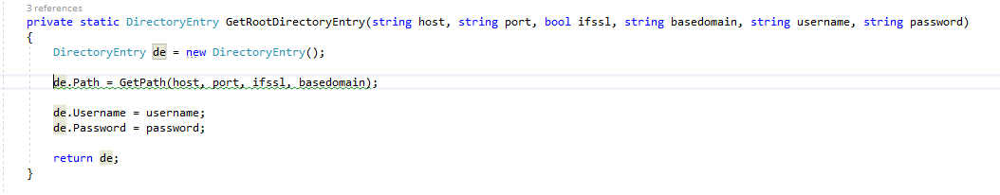 3 references
private static DirectoryEntry GetRootDirectoryEntry(string host, string port, bool ifssl, string basedomain, string username, string password)
{
DirectoryEntry de = new DirectoryEntry();
de.Path = GetPath(host, port, ifssl, basedomain);
de.Username = username;
de.Password = password;
return de;
}